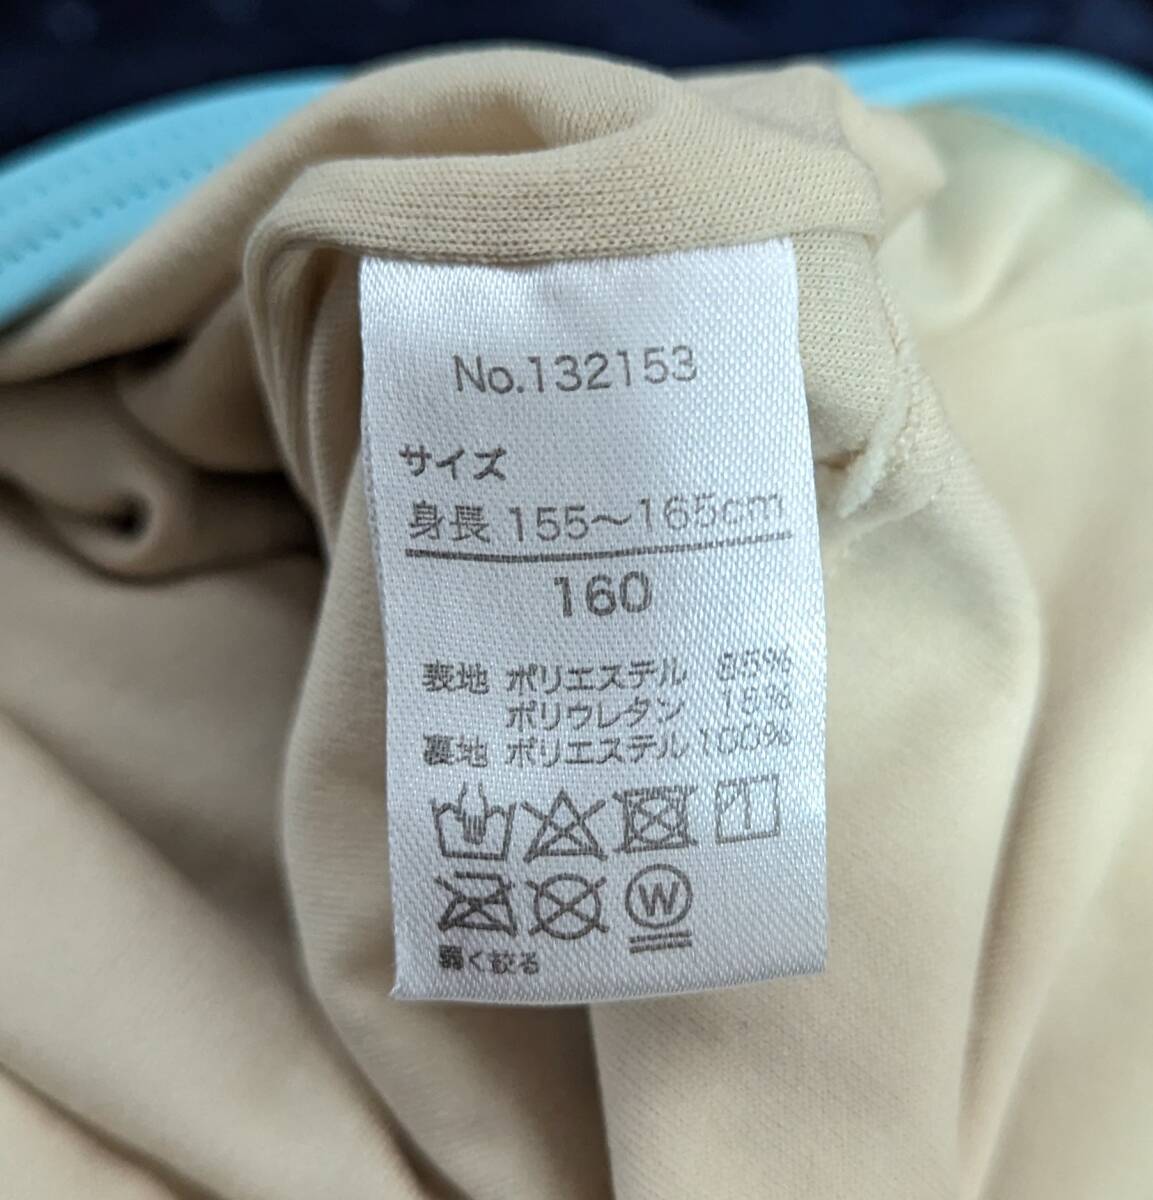 No.132153
サイズ
身長 155～165cm
160
表地 ポリエステル 85%
ポリウレタン 15%
裏地 ポリエステル 100%
W
弱く絞る